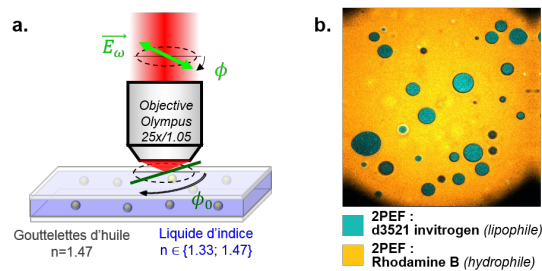 a.
E_ω
ϕ
Objective
Olympus
25x/1.05
ϕ₀
Gouttelettes d'huile
n=1.47
Liquide d'indice
n ∈{1.33; 1.47}
b.
2PEF :
d3521 invitrogen (lipophile)
2PEF :
Rhodamine B (hydrophile)